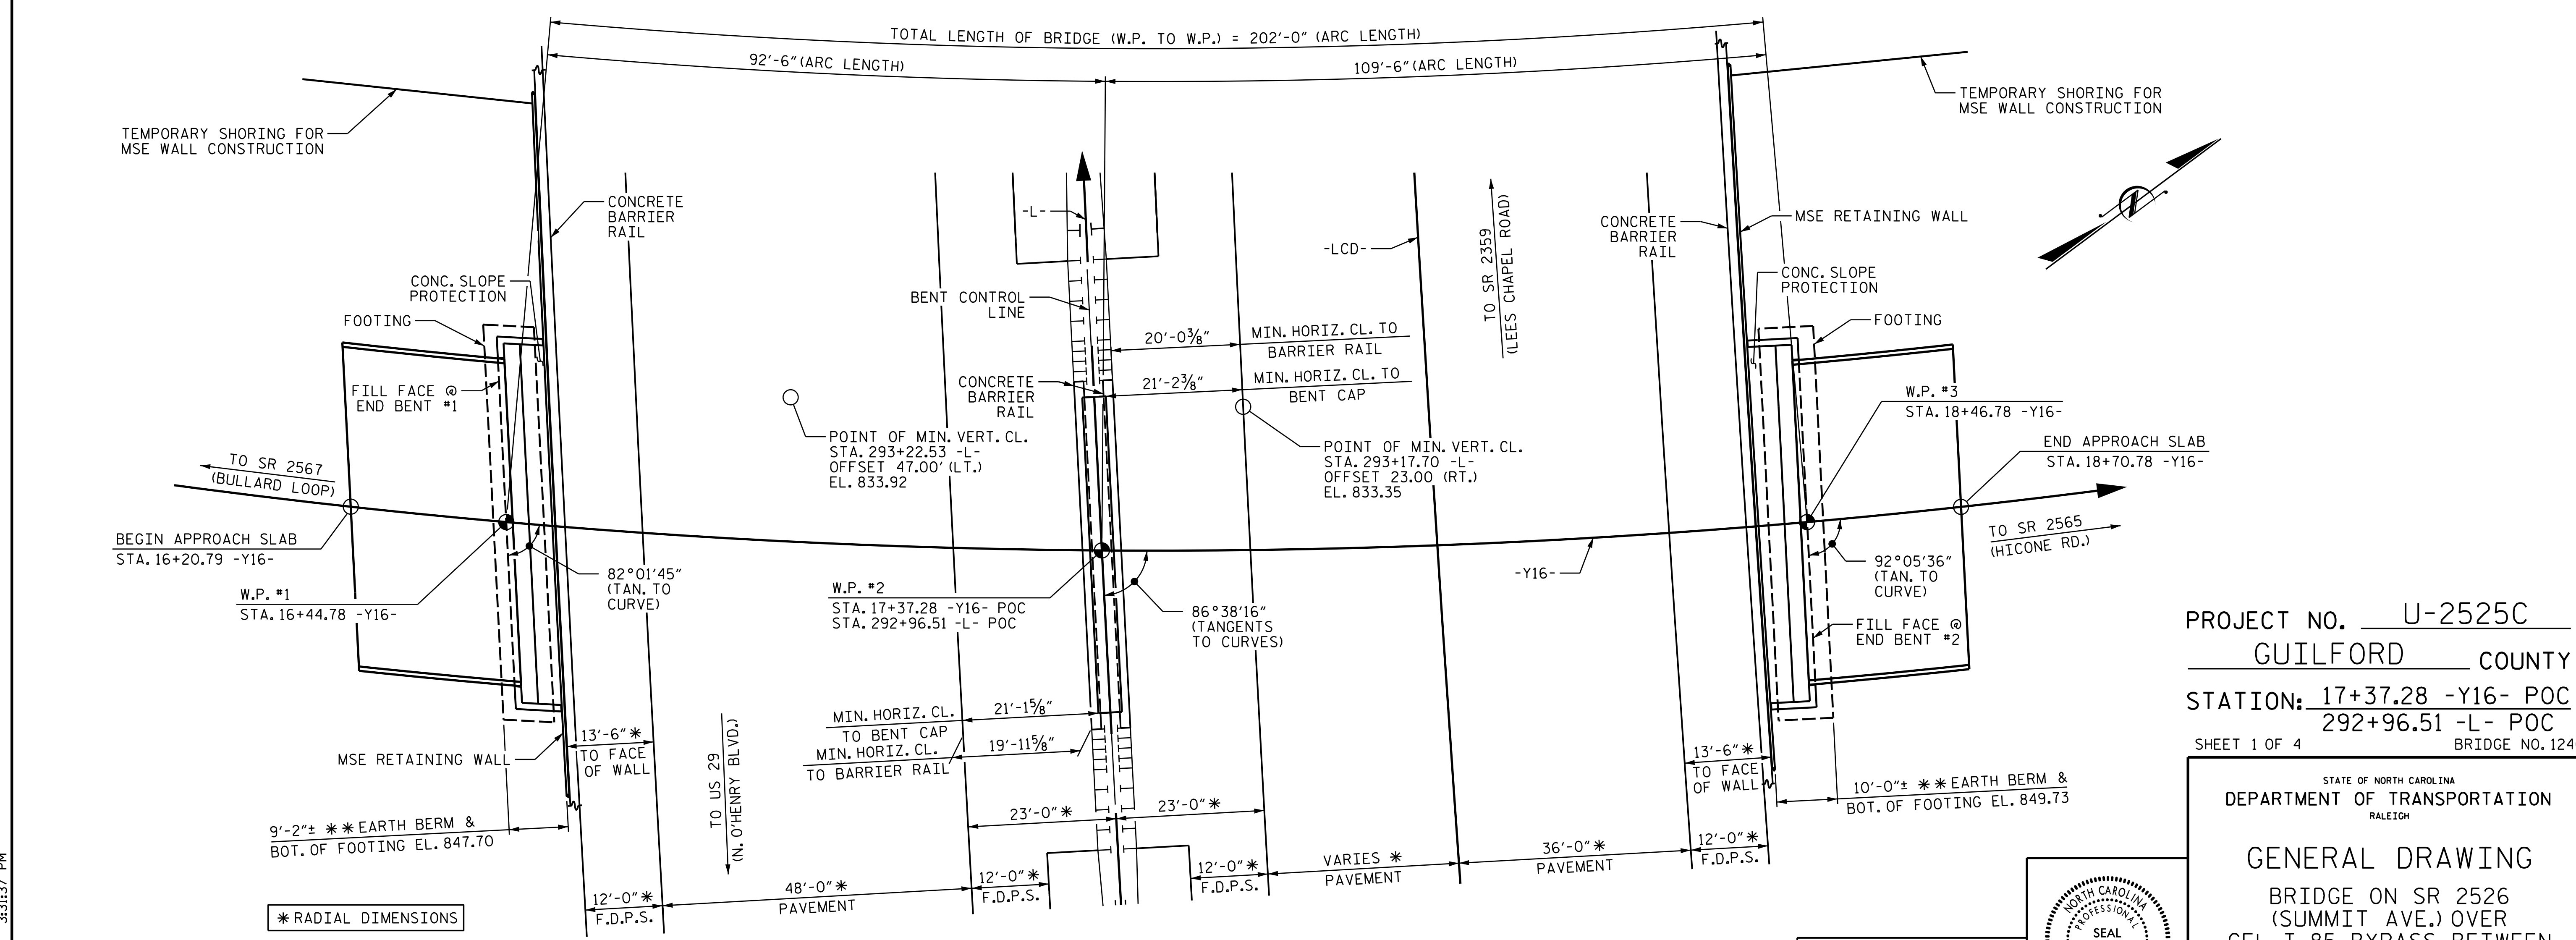 TOTAL LENGTH OF BRIDGE (W.P. TO W.P.) = 202'-0" (ARC LENGTH)
92'-6" (ARC LENGTH)
109'-6" (ARC LENGTH)
TEMPORARY SHORING FOR
MSE WALL CONSTRUCTION
TEMPORARY SHORING FOR
MSE WALL CONSTRUCTION
CONCRETE
BARRIER
RAIL
-L-
-LCD-
TO SR 2359
(LEES CHAPEL ROAD)
CONCRETE
BARRIER
RAIL
MSE RETAINING WALL
CONC. SLOPE
PROTECTION
FOOTING
BENT CONTROL
LINE
CONC. SLOPE
PROTECTION
FOOTING
20'-0⅜"
MIN. HORIZ. CL. TO
BARRIER RAIL
21'-2⅜"
MIN. HORIZ. CL. TO
BENT CAP
FILL FACE @
END BENT #1
CONCRETE
BARRIER
RAIL
W.P. #3
STA. 18+46.78 -Y16-
POINT OF MIN. VERT. CL.
STA. 293+22.53 -L-
OFFSET 47.00' (LT.)
EL. 833.92
POINT OF MIN. VERT. CL.
STA. 293+17.70 -L-
OFFSET 23.00 (RT.)
EL. 833.35
END APPROACH SLAB
STA. 18+70.78 -Y16-
TO SR 2567
(BULLARD LOOP)
BEGIN APPROACH SLAB
STA. 16+20.79 -Y16-
TO SR 2565
(HICONE RD.)
W.P. #1
STA. 16+44.78 -Y16-
82°01'45"
(TAN. TO
CURVE)
W.P. #2
STA. 17+37.28 -Y16- POC
STA. 292+96.51 -L- POC
86°38'16"
(TANGENTS
TO CURVES)
-Y16-
92°05'36"
(TAN. TO
CURVE)
FILL FACE @
END BENT #2
PROJECT NO. U-2525C
GUILFORD COUNTY
STATION: 17+37.28 -Y16- POC
292+96.51 -L- POC
SHEET 1 OF 4
MIN. HORIZ. CL.
TO BENT CAP
21'-1⅝"
MIN. HORIZ. CL.
TO BARRIER RAIL
19'-11⅝"
TO US 29
(N. O'HENRY BLVD.)
MSE RETAINING WALL
13'-6" *
TO FACE
OF WALL
13'-6" *
TO FACE
OF WALL
9'-2"± ** EARTH BERM &
BOT. OF FOOTING EL. 847.70
10'-0"± ** EARTH BERM &
BOT. OF FOOTING EL. 849.73
23'-0" *
23'-0" *
12'-0" *
F.D.P.S.
48'-0" *
PAVEMENT
12'-0" *
F.D.P.S.
12'-0" *
F.D.P.S.
VARIES *
PAVEMENT
36'-0" *
PAVEMENT
12'-0" *
F.D.P.S.
* RADIAL DIMENSIONS
BRIDGE NO.
STATE OF NORTH CAROLINA
DEPARTMENT OF TRANSPORTATION
RALEIGH
GENERAL DRAWING
BRIDGE ON SR 2526
(SUMMIT AVE.) OVER
NORTH CAROLINA
PROFESSIONAL
SEAL